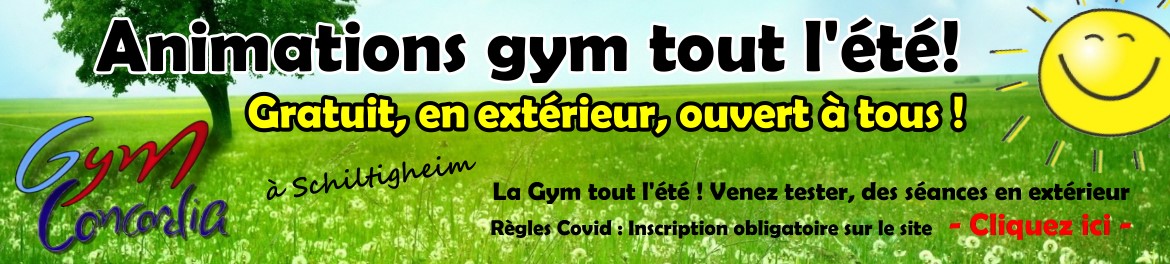 Animations gym tout l'été!
Gratuit, en extérieur, ouvert à tous !
Gym
Concordia
à Schiltigheim
La Gym tout l'été ! Venez tester, des séances en extérieur
Règles Covid : Inscription obligatoire sur le site - Cliquez ici -